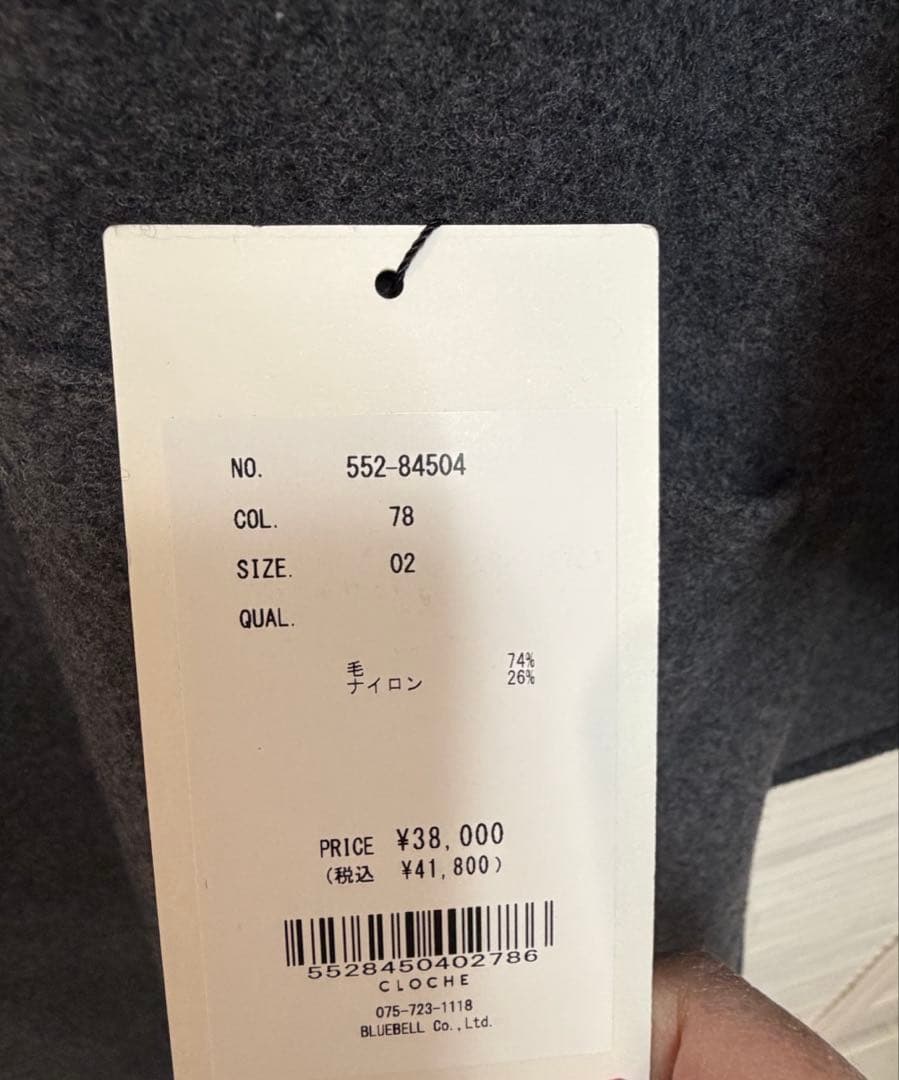 NO. 552-84504
COL. 78
SIZE. 02
QUAL.
毛 74%
ナイロン 26%
PRICE ¥38,000
(税込 ¥41,800)
5528450402786
CLOCHE
075-723-1118
BLUEBELL Co.,Ltd.